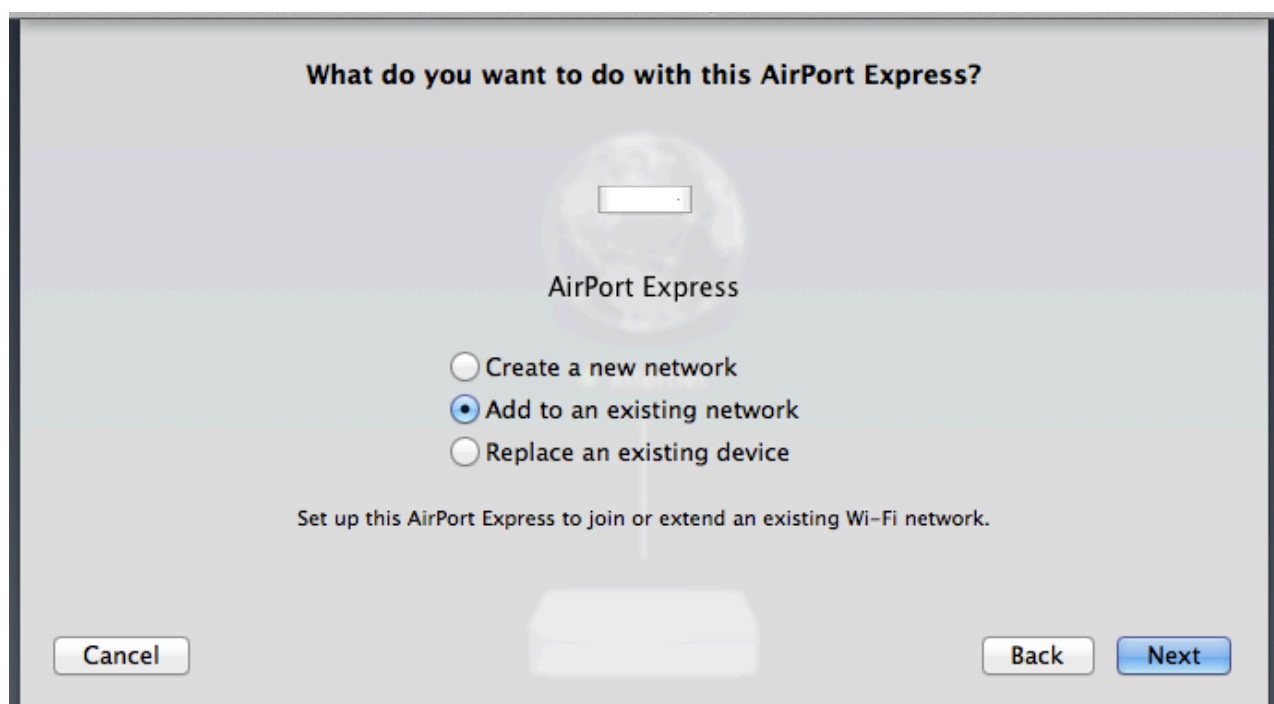 What do you want to do with this AirPort Express?
AirPort Express
Create a new network
Add to an existing network
Replace an existing device
Set up this AirPort Express to join or extend an existing Wi-Fi network.
Cancel
Back
Next